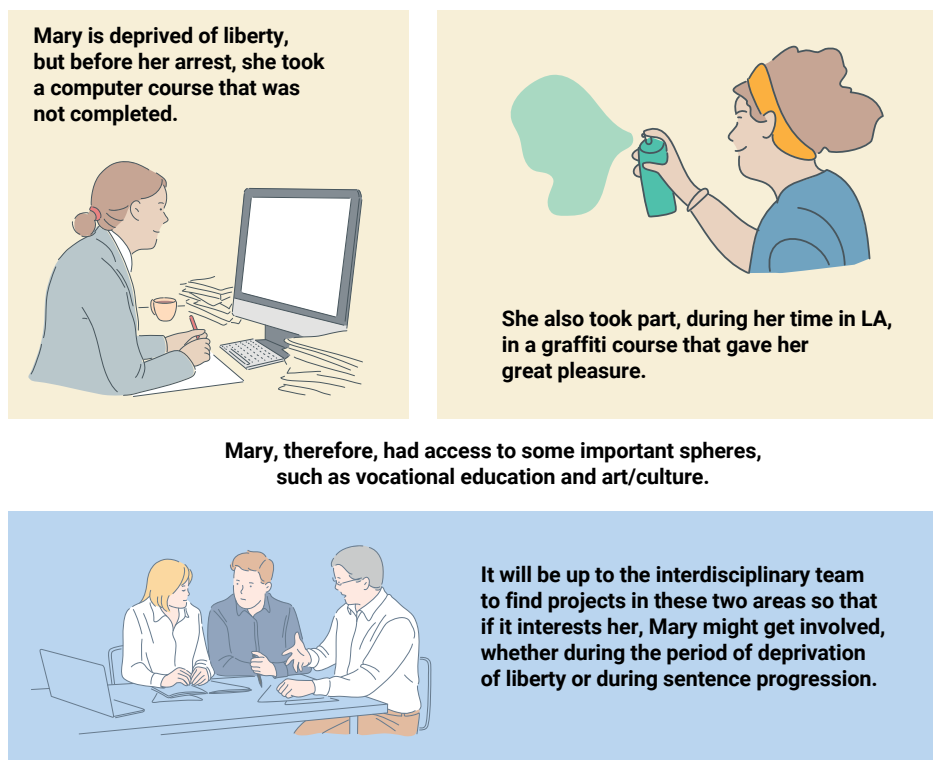 Mary is deprived of liberty,
but before her arrest, she took
a computer course that was
not completed.
She also took part, during her time in LA,
in a graffiti course that gave her
great pleasure.
Mary, therefore, had access to some important spheres,
such as vocational education and art/culture.
It will be up to the interdisciplinary team
to find projects in these two areas so that
if it interests her, Mary might get involved,
whether during the period of deprivation
of liberty or during sentence progression.